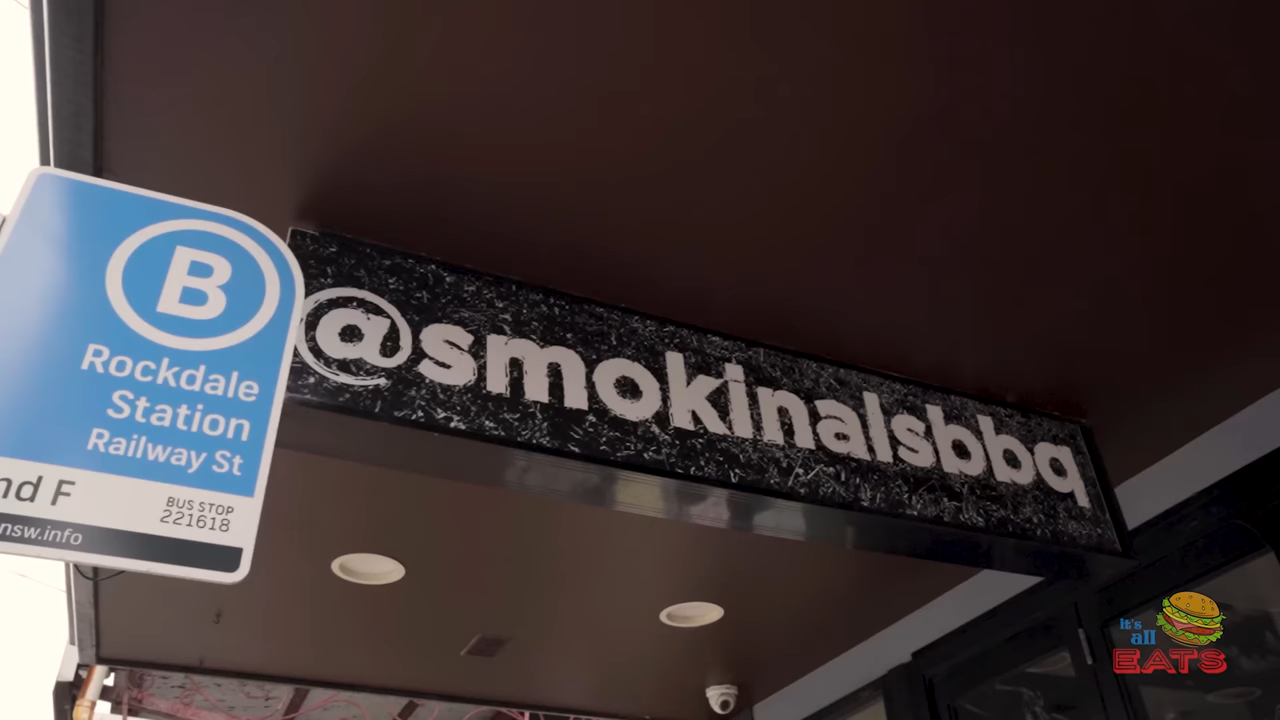 B
Rockdale
Station
Railway St
nd F
BUS STOP
221618
nsw.info
@smokinalsbbq
it's
all
EATS